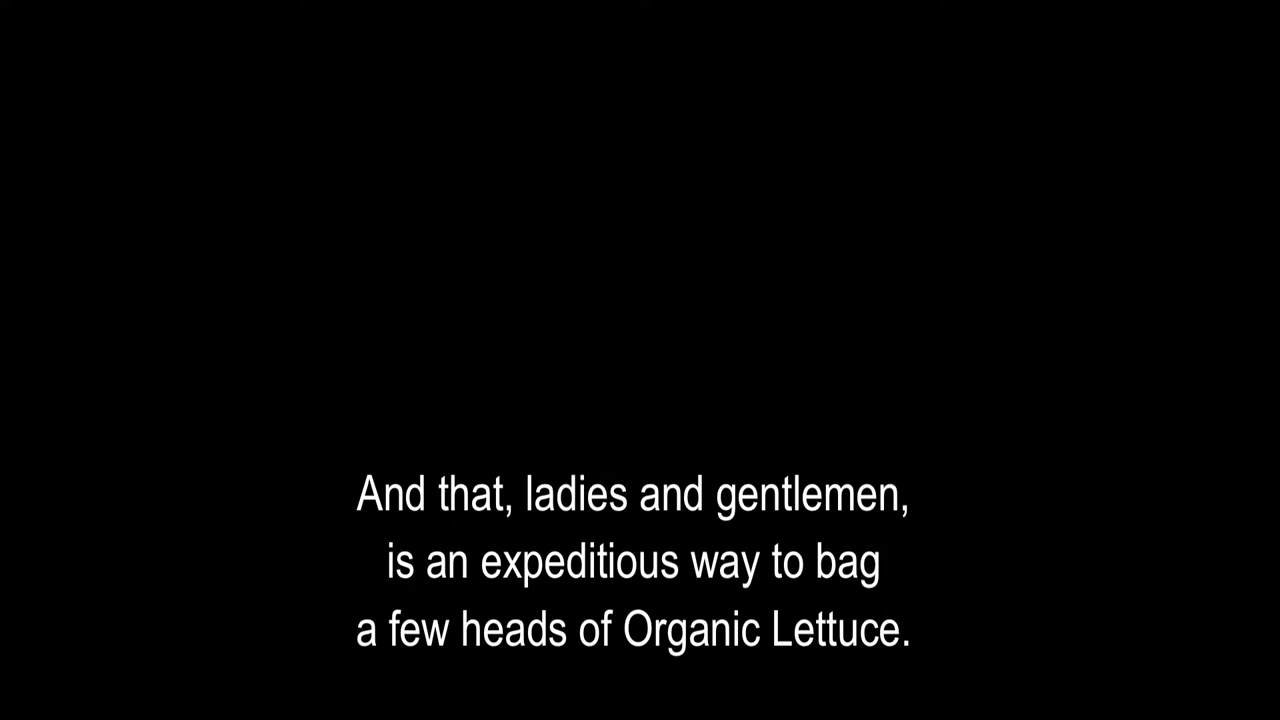 And that, ladies and gentlemen,
is an expeditious way to bag
a few heads of Organic Lettuce.